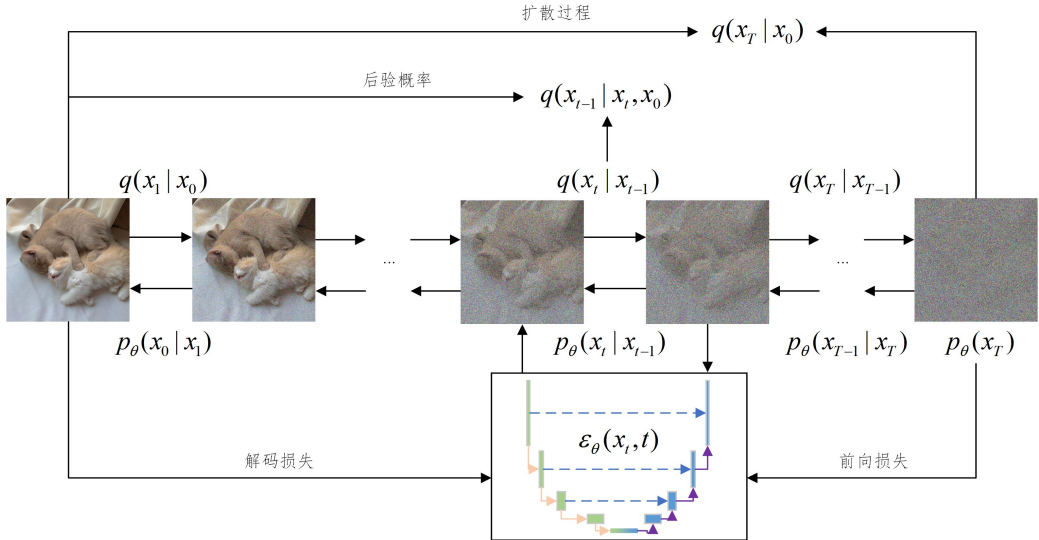 扩散过程
q(x_T | x_0)
后验概率
q(x_{t-1} | x_t, x_0)
q(x_1 | x_0)
q(x_t | x_{t-1})
q(x_T | x_{T-1})
...
...
p_θ(x_0 | x_1)
p_θ(x_t | x_{t-1})
p_θ(x_{T-1} | x_T)
p_θ(x_T)
ε_θ(x_t, t)
解码损失
前向损失